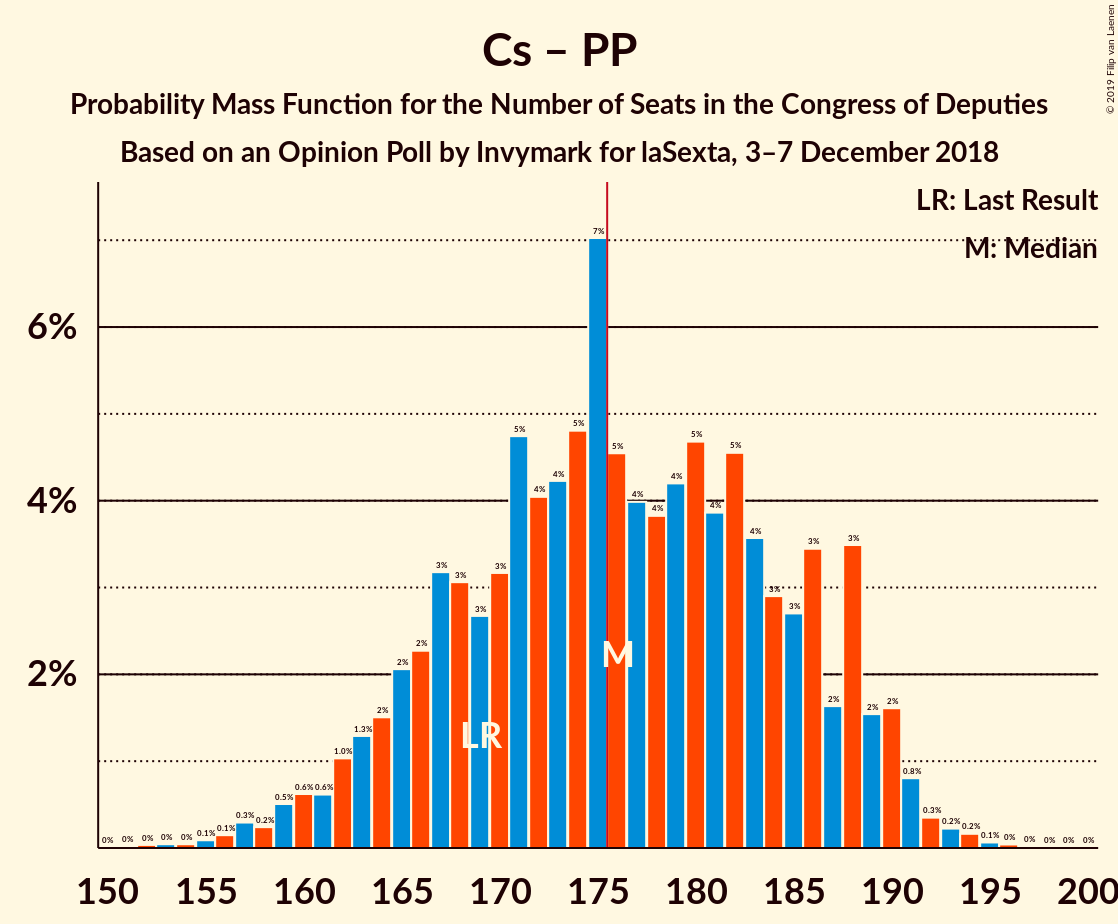 © 2019 Filip van Laenen
Cs – PP
Probability Mass Function for the Number of Seats in the Congress of Deputies
Based on an Opinion Poll by Invymark for laSexta, 3–7 December 2018
LR: Last Result
M: Median
6%
4%
2%
0% 0% 0% 0% 0% 0.1% 0.1% 0.3% 0.2% 0.5% 0.6% 0.6% 1.0% 1.3% 2% 2% 2% 3% 3% 3% 3% 5% 4% 4% 5% 7% 5% 4% 4% 4% 5% 4% 5% 4% 3% 3% 3% 2% 3% 2% 2% 0.8% 0.3% 0.2% 0.2% 0.1% 0% 0% 0% 0% 0%
M
LR
150 155 160 165 170 175 180 185 190 195 200